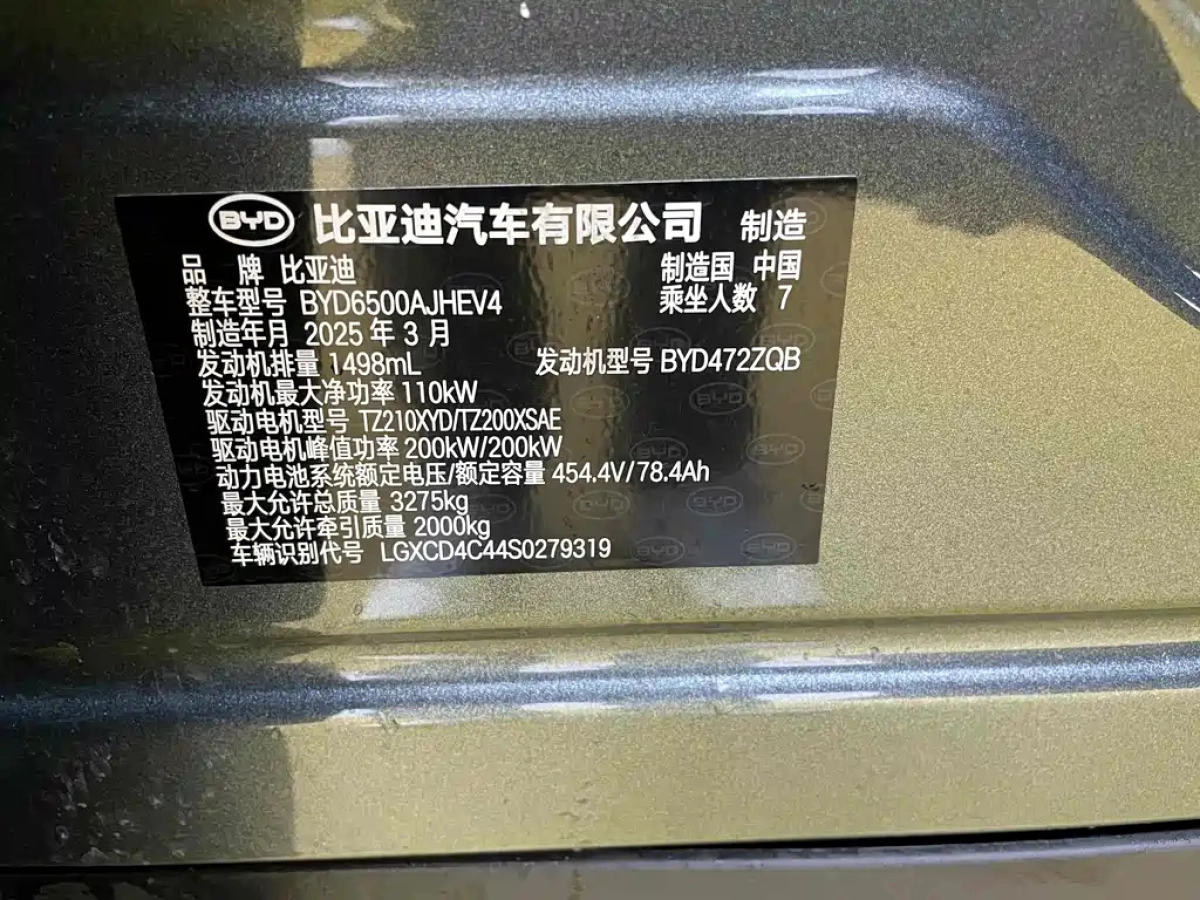 BYD 比亚迪汽车有限公司 制造
品 牌 比亚迪 制造国 中国
整车型号 BYD6500AJHEV4 乘坐人数 7
制造年月 2025 年 3 月
发动机排量 1498mL 发动机型号 BYD472ZQB
发动机最大净功率 110kW
驱动电机型号 TZ210XYD/TZ200XSAE
驱动电机峰值功率 200kW/200kW
动力电池系统额定电压/额定容量 454.4V/78.4Ah
最大允许总质量 3275kg
最大允许牵引质量 2000kg
车辆识别代号 LGXCD4C44S0279319